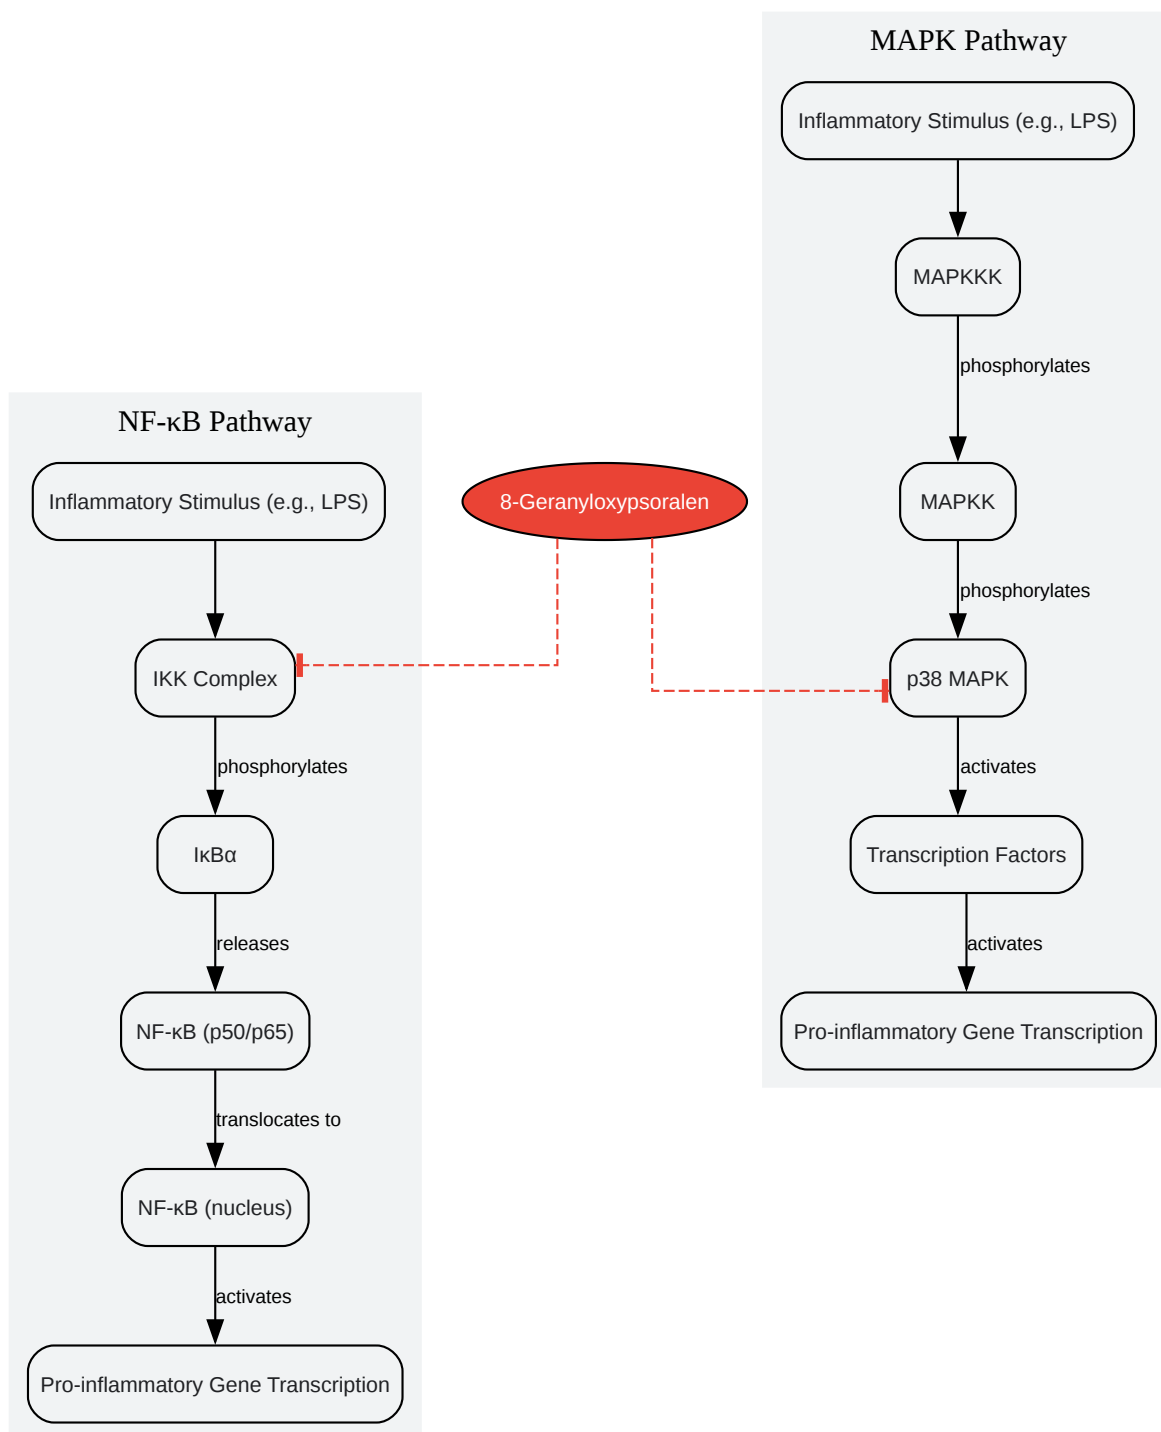 MAPK Pathway
Inflammatory Stimulus (e.g., LPS)
MAPKKK
phosphorylates
MAPKK
phosphorylates
p38 MAPK
activates
Transcription Factors
activates
Pro-inflammatory Gene Transcription
8-Geranyloxypsoralen
NF-κB Pathway
Inflammatory Stimulus (e.g., LPS)
IKK Complex
phosphorylates
IκBα
releases
NF-κB (p50/p65)
translocates to
NF-κB (nucleus)
activates
Pro-inflammatory Gene Transcription